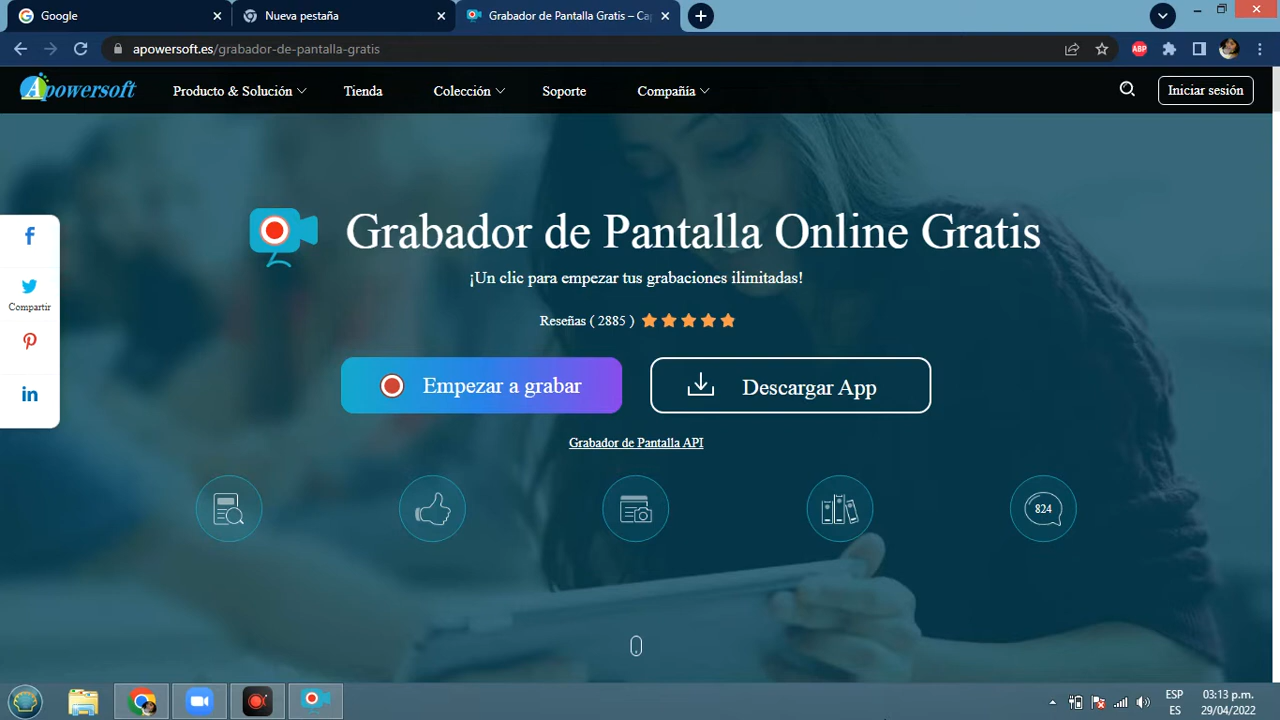 Google
Nueva pestaña
Grabador de Pantalla Gratis – Ca
apowersoft.es/grabador-de-pantalla-gratis
ABP
Apowersoft
Producto & Solución
Tienda
Colección
Soporte
Compañía
Iniciar sesión
Grabador de Pantalla Online Gratis
¡Un clic para empezar tus grabaciones ilimitadas!
Reseñas ( 2885 )
Compartir
Empezar a grabar
Descargar App
Grabador de Pantalla API
824
ESP
ES
03:13 p.m.
29/04/2022